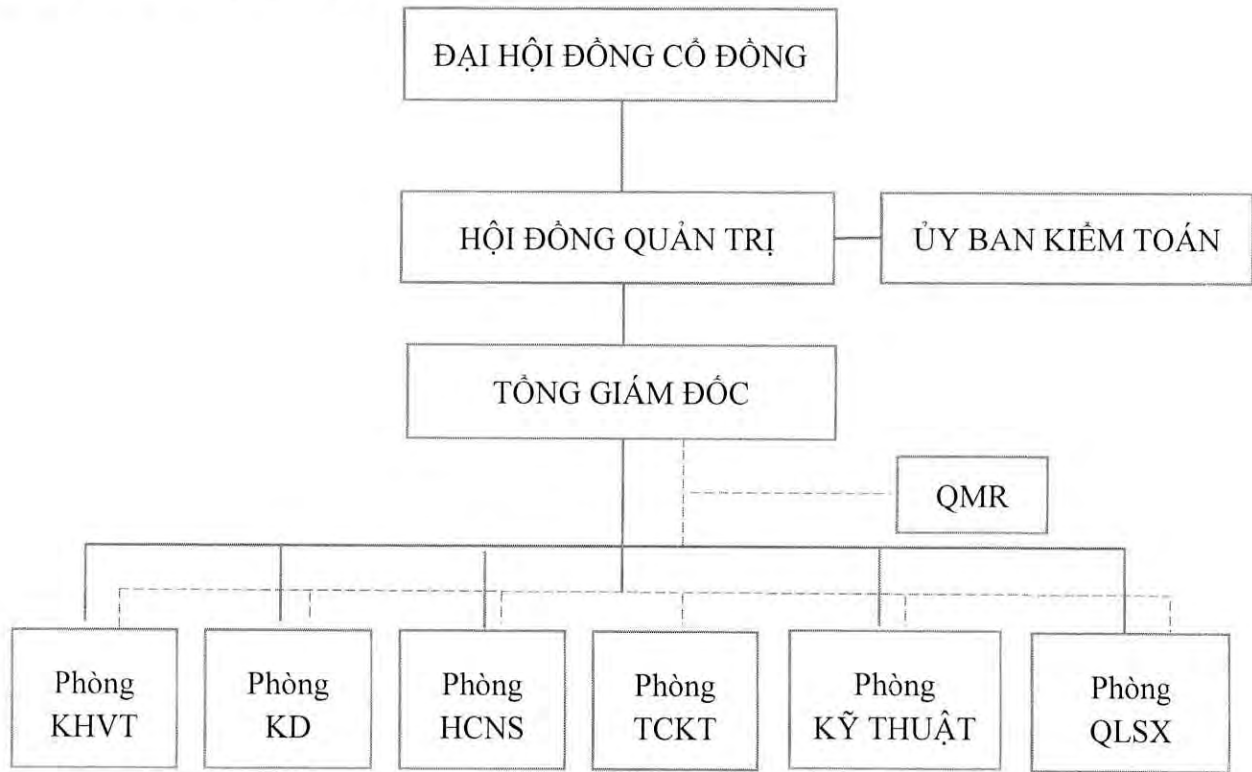 ĐẠI HỘI ĐỒNG CỔ ĐÔNG
HỘI ĐỒNG QUẢN TRỊ
ỦY BAN KIỂM TOÁN
TỔNG GIÁM ĐỐC
QMR
Phòng
KHVT
Phòng
KD
Phòng
HCNS
Phòng
TCKT
Phòng
KỸ THUẬT
Phòng
QLSX